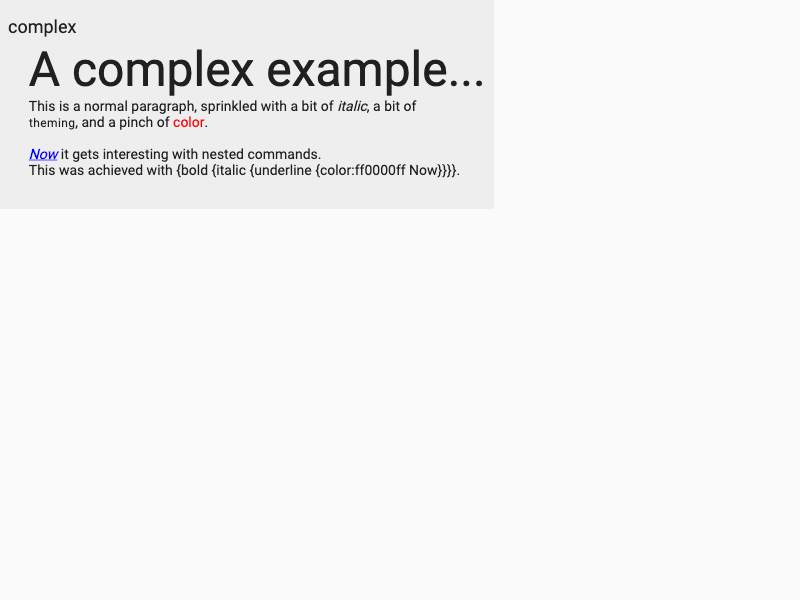 complex
A complex example...
This is a normal paragraph, sprinkled with a bit of italic, a bit of
theming, and a pinch of color.
Now it gets interesting with nested commands.
This was achieved with {bold {italic {underline {color:ff0000ff Now}}}}.